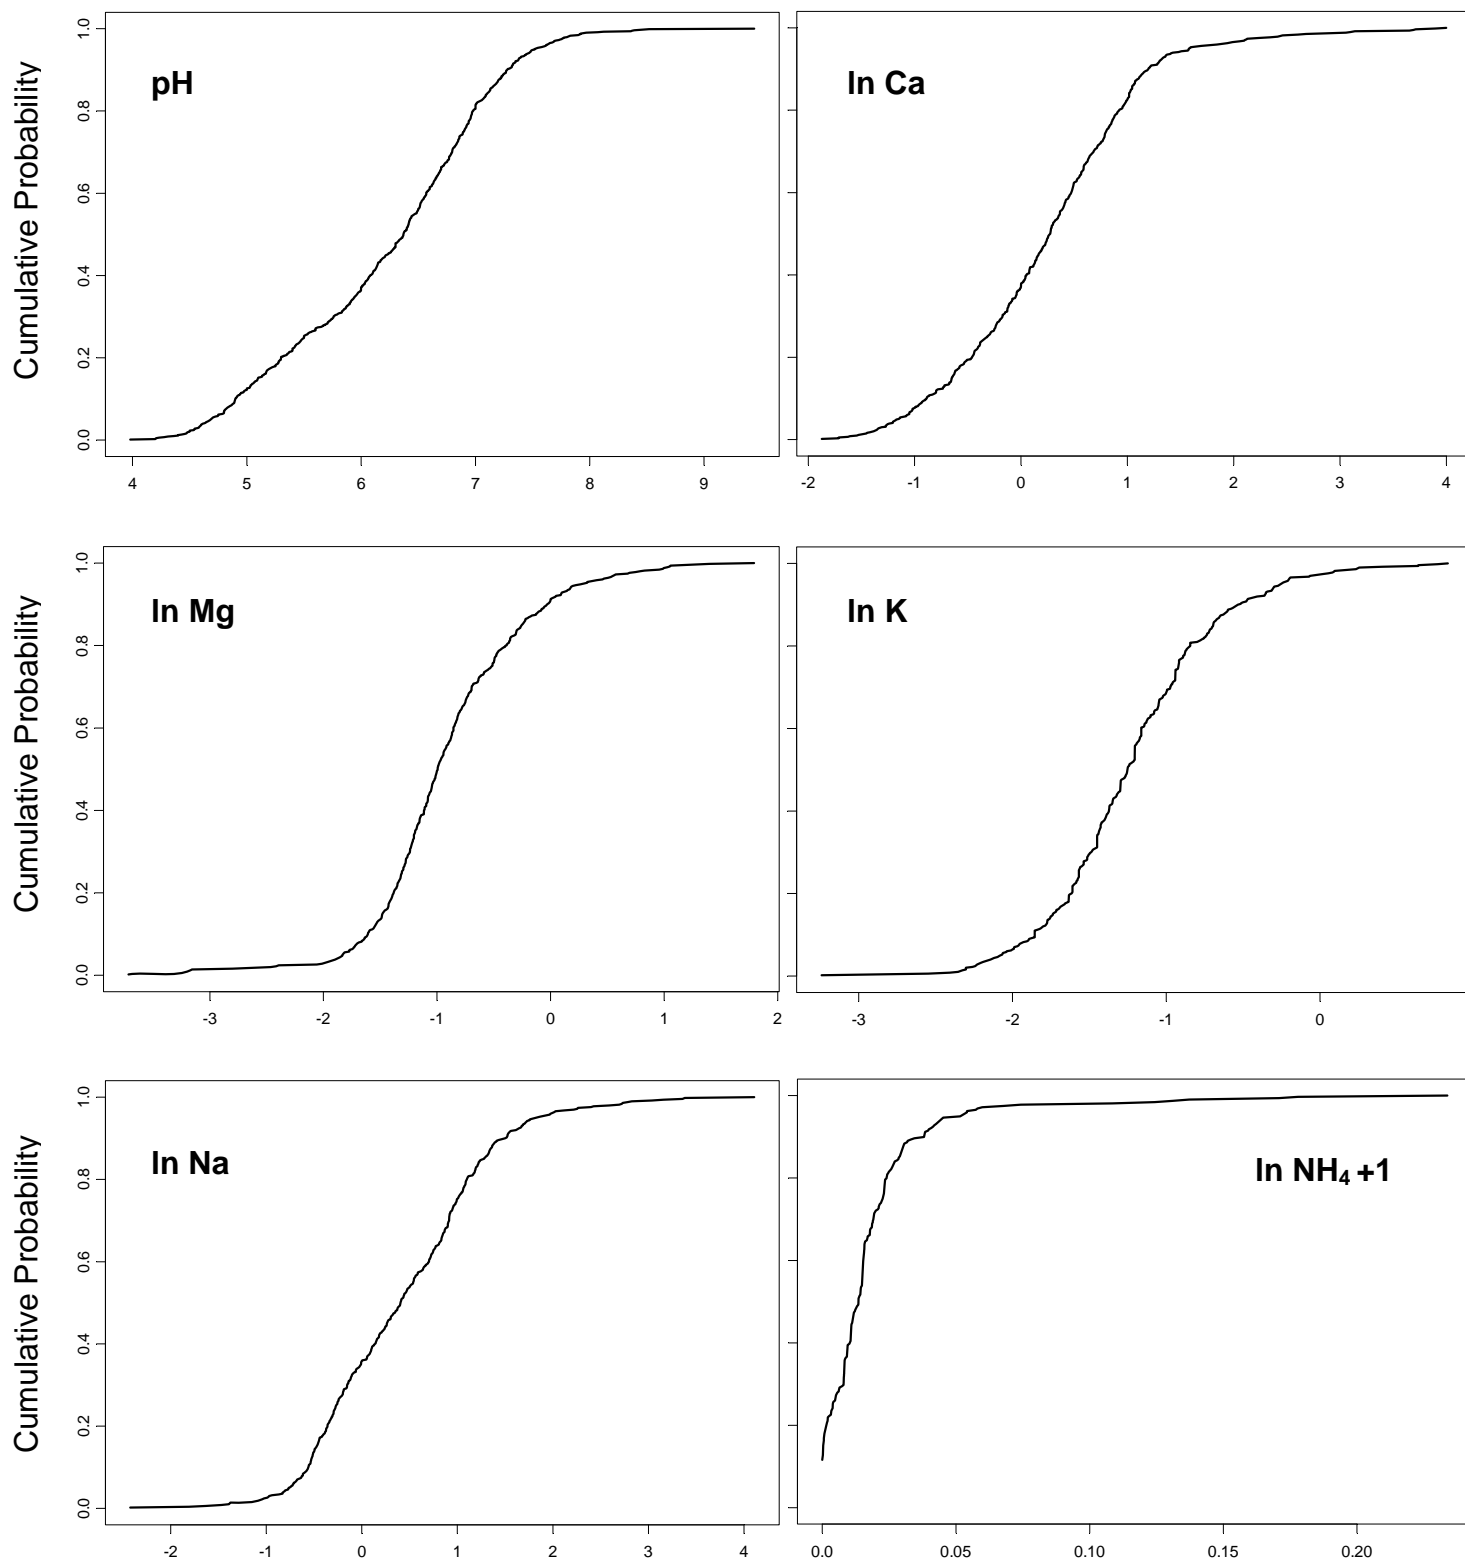 Cumulative Probability
1.0
0.8
0.6
0.4
0.2
0.0
pH
4 5 6 7 8 9
ln Ca
-2 -1 0 1 2 3 4
Cumulative Probability
1.0
0.8
0.6
0.4
0.2
0.0
ln Mg
-3 -2 -1 0 1 2
ln K
-3 -2 -1 0
Cumulative Probability
1.0
0.8
0.6
0.4
0.2
0.0
ln Na
-2 -1 0 1 2 3 4
ln NH₄ +1
0.0 0.05 0.10 0.15 0.20